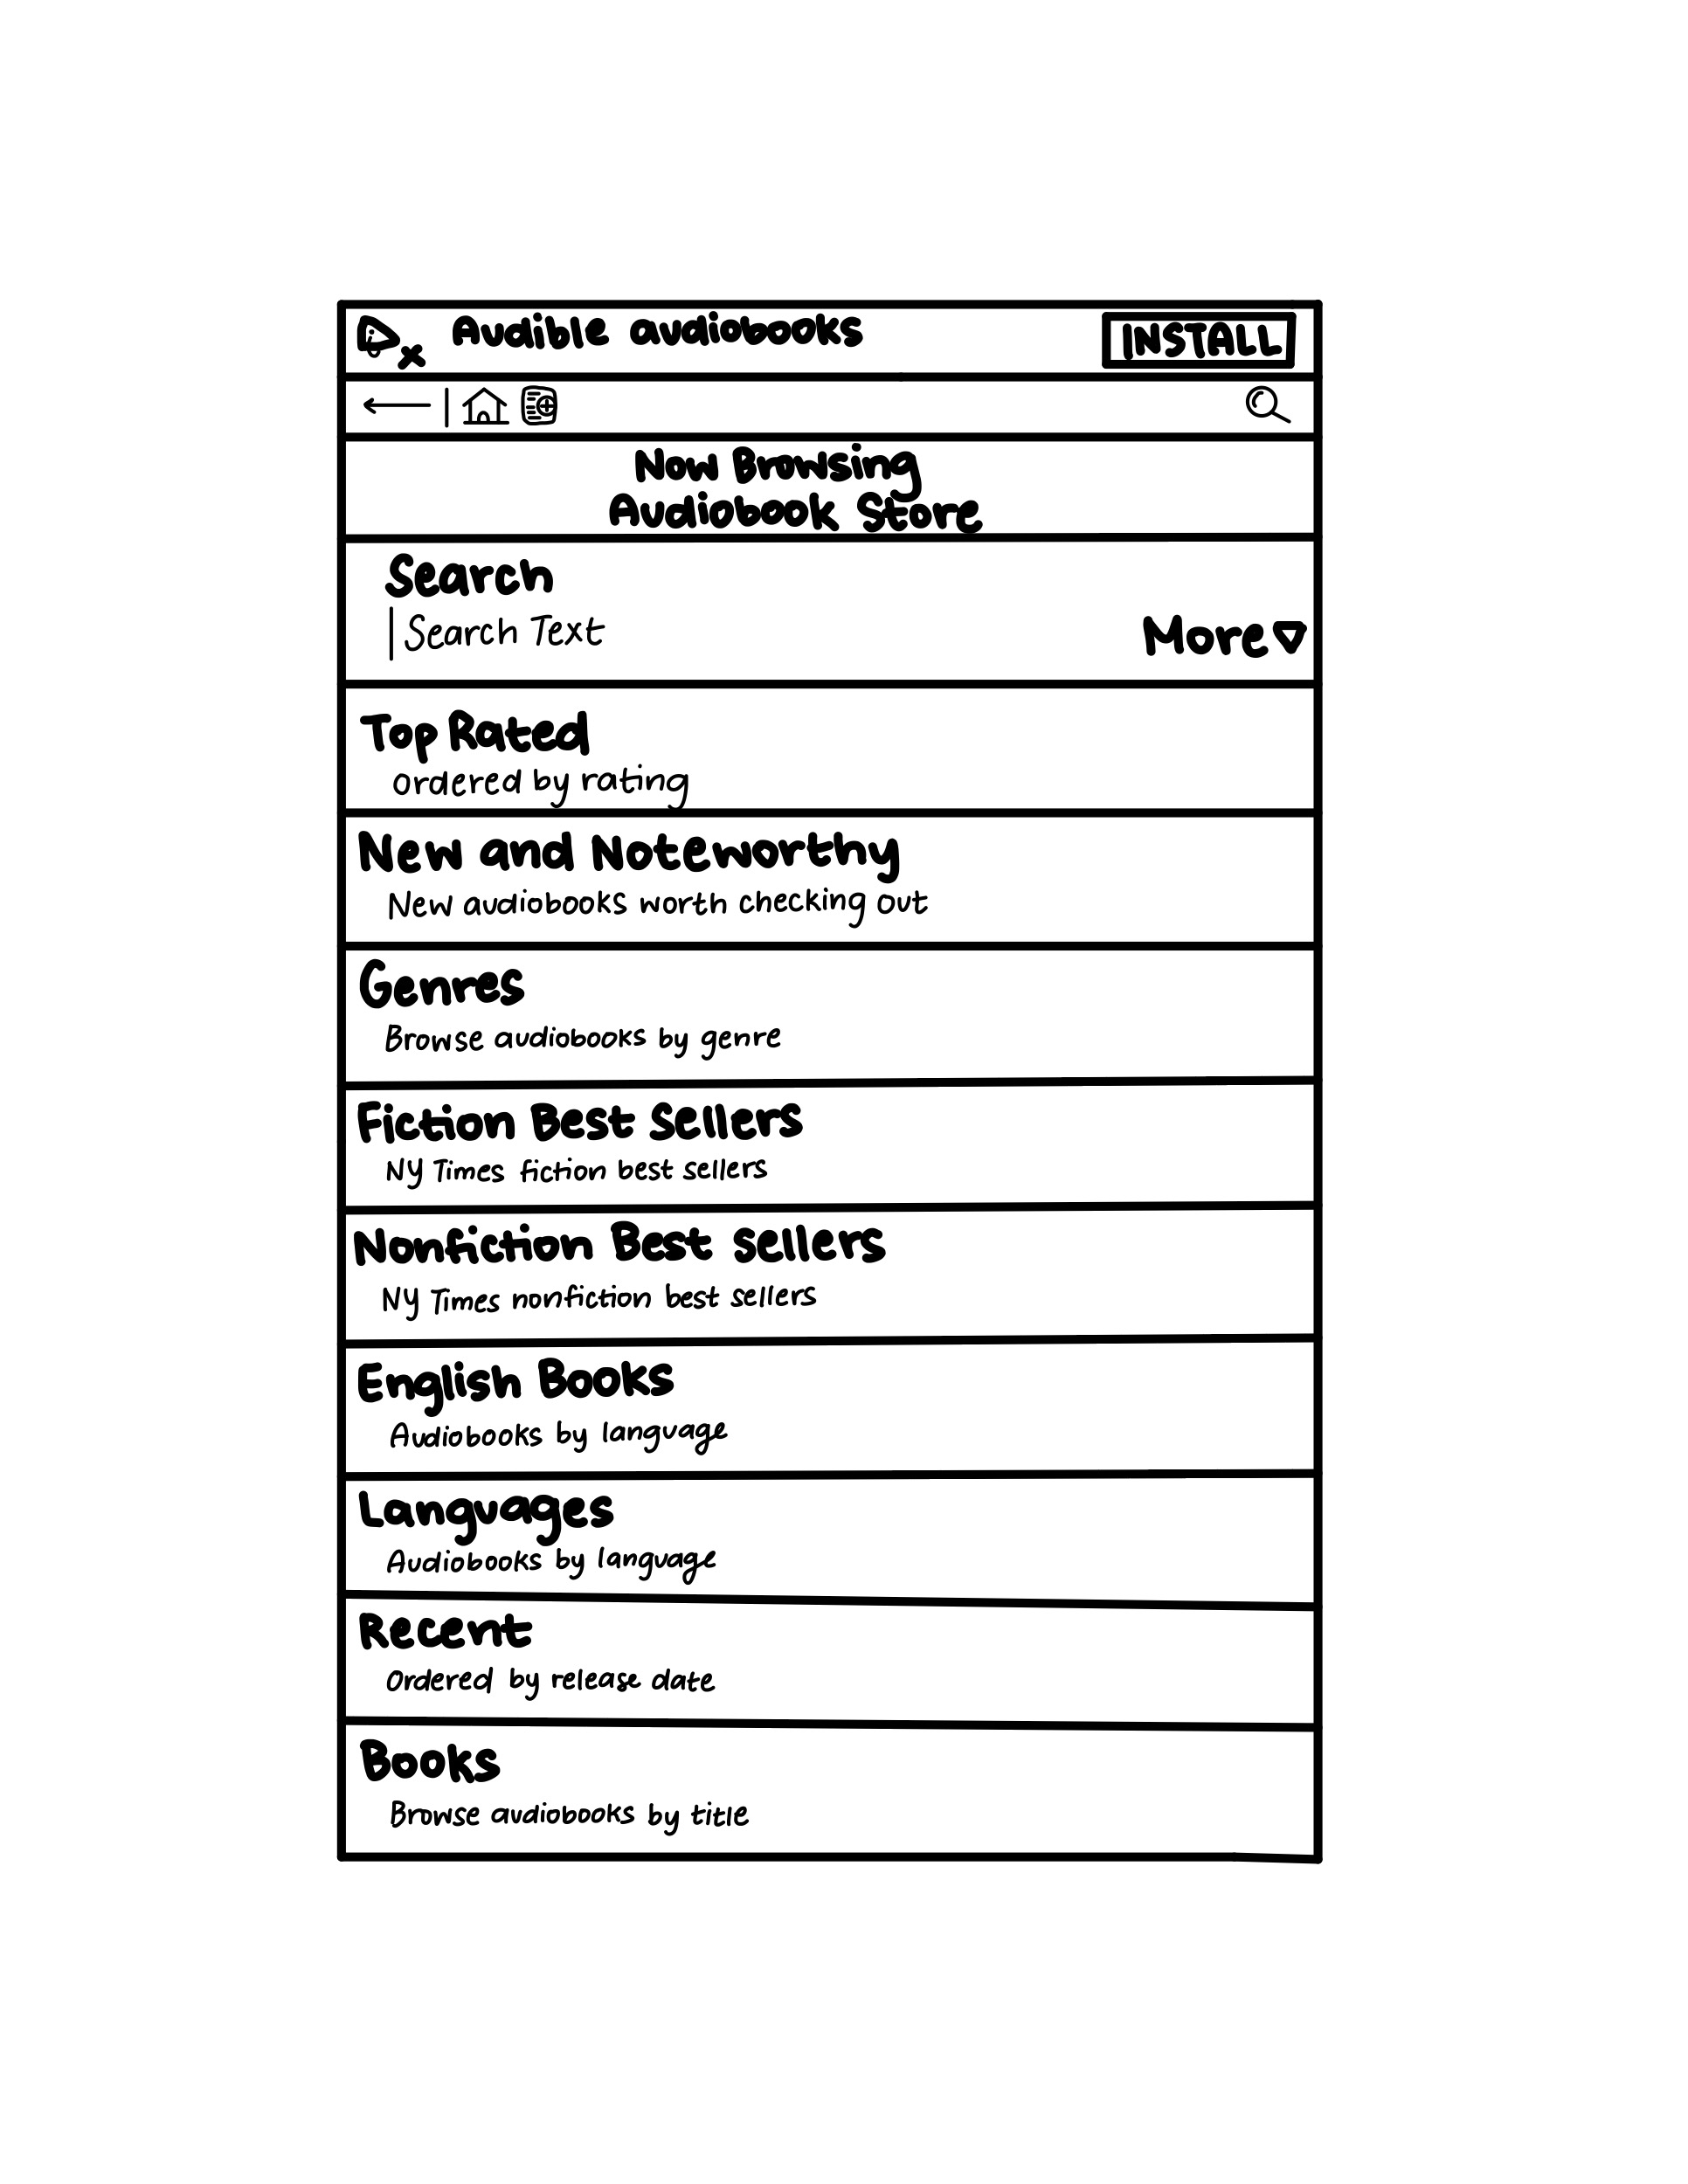 Audible audiobooks
INSTALL
Now Browsing
Audiobook Store
Search
Search Text
More
Top Rated
ordered by rating
New and Noteworthy
New audiobooks worth checking out
Genres
Browse audiobooks by genre
Fiction Best Sellers
NY Times fiction best sellers
Nonfiction Best Sellers
NY Times nonfiction best sellers
English Books
Audiobooks by language
Languages
Audiobooks by language
Recent
Ordered by release date
Books
Browse audiobooks by title